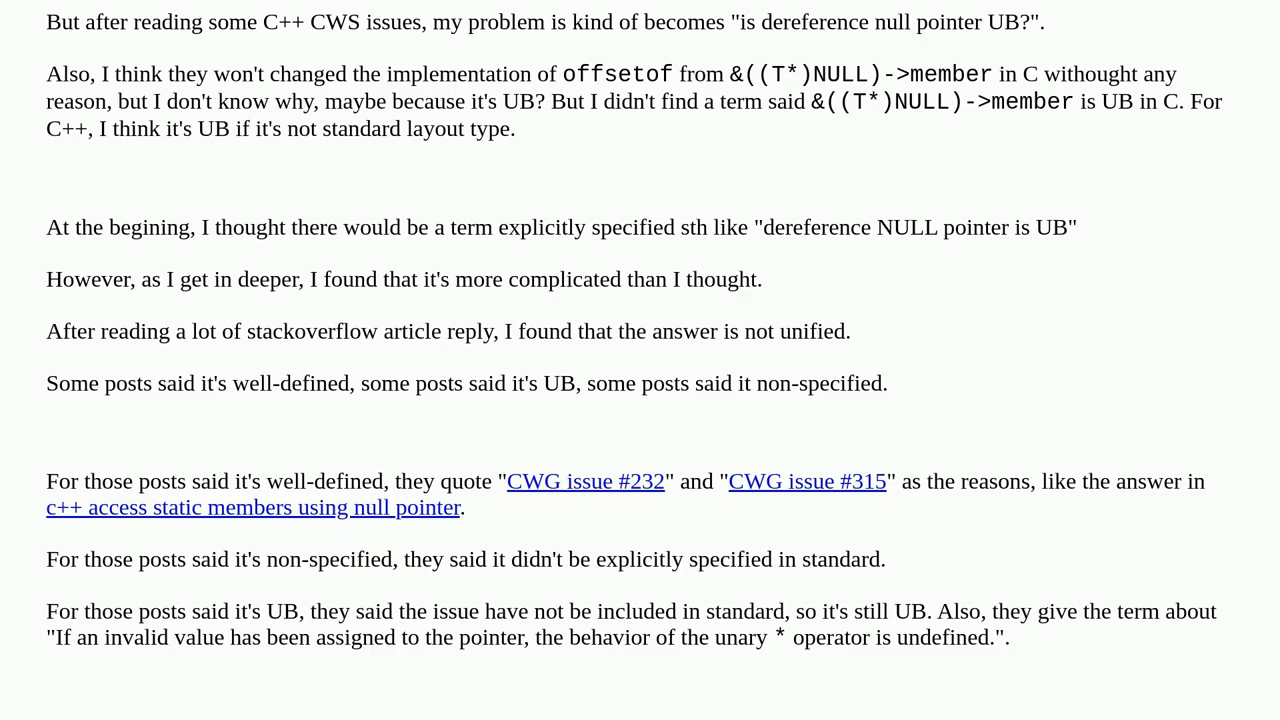 But after reading some C++ CWS issues, my problem is kind of becomes "is dereference null pointer UB?".
Also, I think they won't changed the implementation of offsetof from &((T*)NULL)->member in C withought any
reason, but I don't know why, maybe because it's UB? But I didn't find a term said &((T*)NULL)->member is UB in C. For
C++, I think it's UB if it's not standard layout type.
At the begining, I thought there would be a term explicitly specified sth like "dereference NULL pointer is UB"
However, as I get in deeper, I found that it's more complicated than I thought.
After reading a lot of stackoverflow article reply, I found that the answer is not unified.
Some posts said it's well-defined, some posts said it's UB, some posts said it non-specified.
For those posts said it's well-defined, they quote "CWG issue #232" and "CWG issue #315" as the reasons, like the answer in
c++ access static members using null pointer.
For those posts said it's non-specified, they said it didn't be explicitly specified in standard.
For those posts said it's UB, they said the issue have not be included in standard, so it's still UB. Also, they give the term about
"If an invalid value has been assigned to the pointer, the behavior of the unary * operator is undefined.".